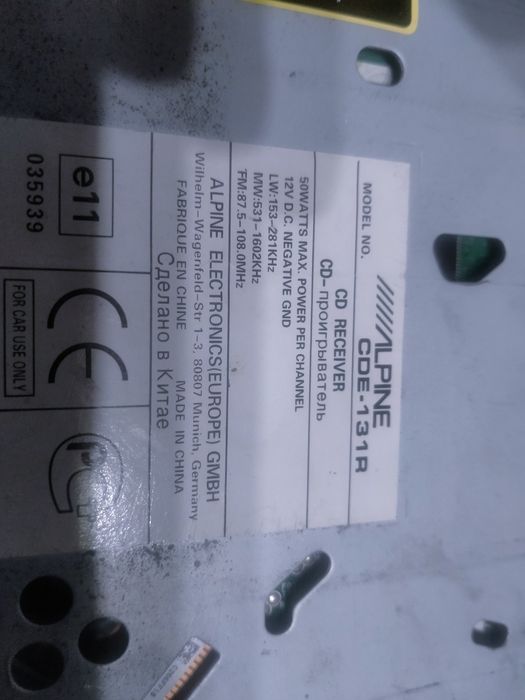 ALPINE
MODEL NO. CDE-131R
CD RECEIVER
CD-проигрыватель
50WATTS MAX. POWER PER CHANNEL
12V D.C. NEGATIVE GND
LW:153-281KHz
MW:531-1602KHz
FM:87.5-108.0MHz
ALPINE ELECTRONICS(EUROPE) GMBH
Wilhelm-Wagenfeld-Str 1-3, 80807 Munich, Germany
FABRIQUE EN CHINE MADE IN CHINA
Сделано в Китае
e11
035939
CE
FOR CAR USE ONLY